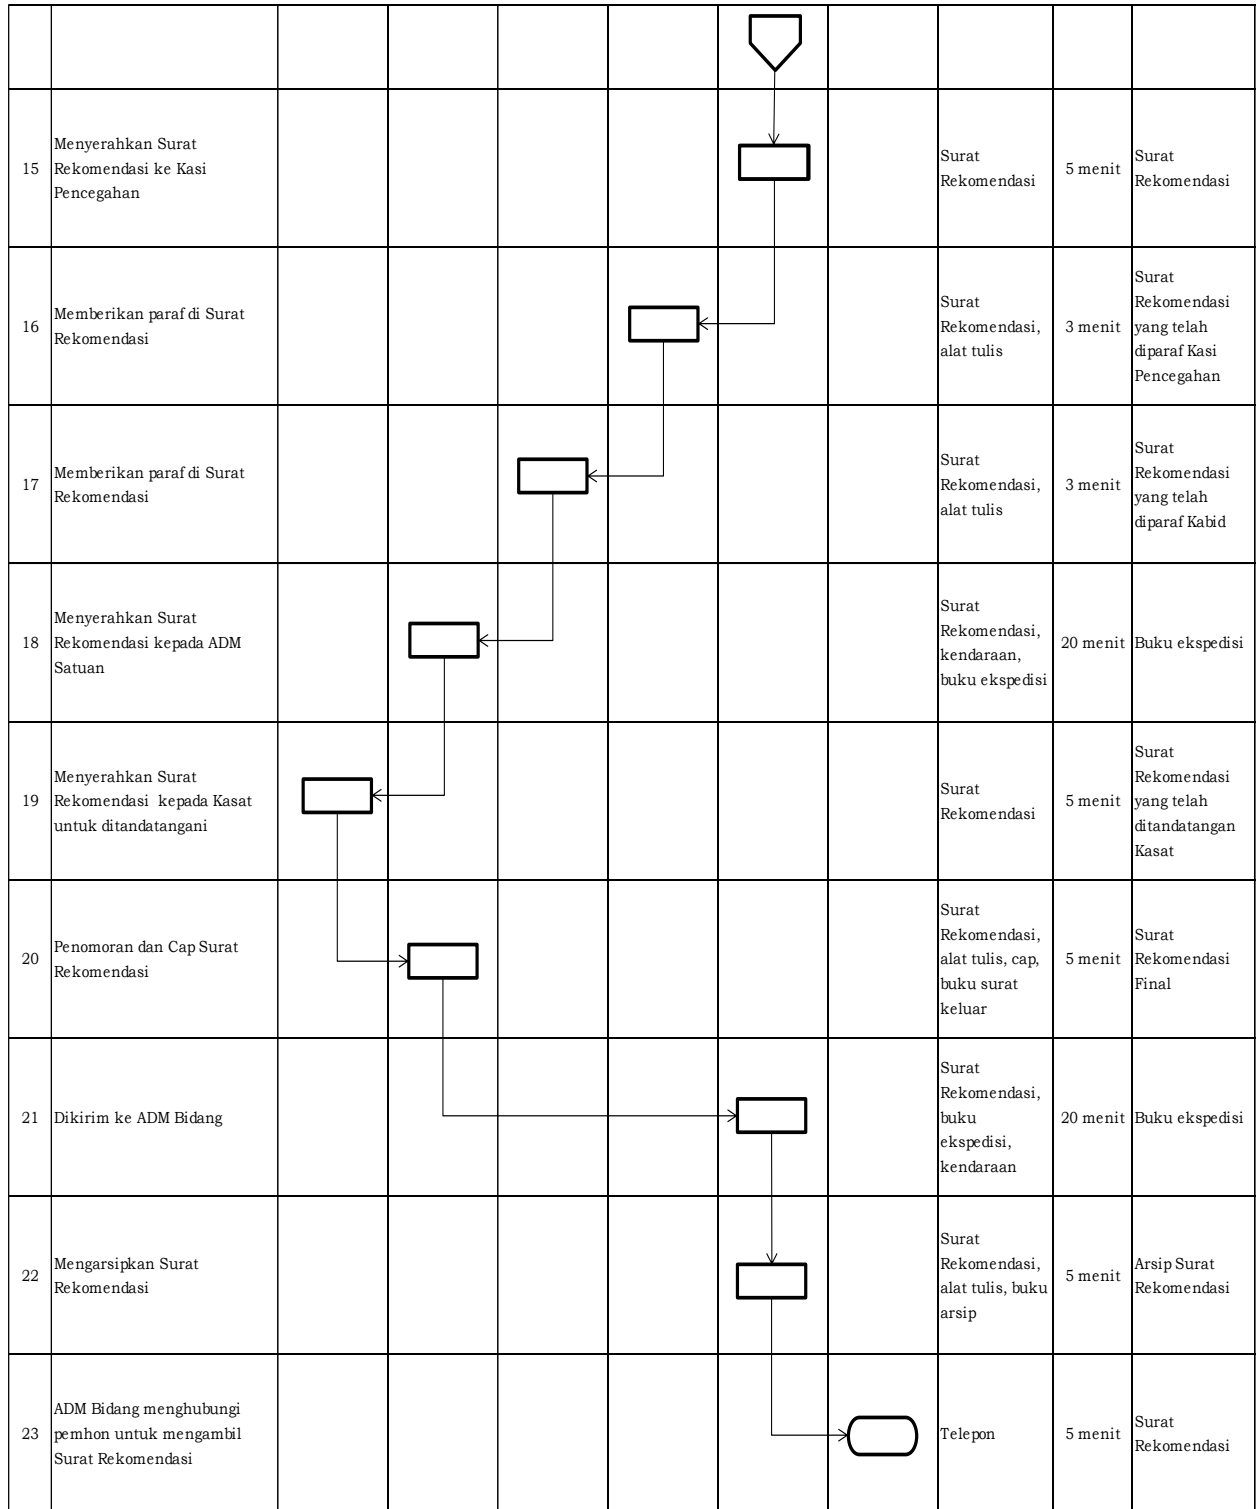 15
Menyerahkan Surat
Rekomendasi ke Kasi
Pencegahan
Surat
Rekomendasi
5 menit
Surat
Rekomendasi
16
Memberikan paraf di Surat
Rekomendasi
Surat
Rekomendasi,
alat tulis
3 menit
Surat
Rekomendasi
yang telah
diparaf Kasi
Pencegahan
17
Memberikan paraf di Surat
Rekomendasi
Surat
Rekomendasi,
alat tulis
3 menit
Surat
Rekomendasi
yang telah
diparaf Kabid
18
Menyerahkan Surat
Rekomendasi kepada ADM
Satuan
Surat
Rekomendasi,
kendaraan,
buku ekspedisi
20 menit
Buku ekspedisi
19
Menyerahkan Surat
Rekomendasi kepada Kasat
untuk ditandatangani
Surat
Rekomendasi
5 menit
Surat
Rekomendasi
yang telah
ditandatangan
Kasat
20
Penomoran dan Cap Surat
Rekomendasi
Surat
Rekomendasi,
alat tulis, cap,
buku surat
keluar
5 menit
Surat
Rekomendasi
Final
21
Dikirim ke ADM Bidang
Surat
Rekomendasi,
buku
ekspedisi,
kendaraan
20 menit
Buku ekspedisi
22
Mengarsipkan Surat
Rekomendasi
Surat
Rekomendasi,
alat tulis, buku
arsip
5 menit
Arsip Surat
Rekomendasi
23
ADM Bidang menghubungi
pemhon untuk mengambil
Surat Rekomendasi
Telepon
5 menit
Surat
Rekomendasi